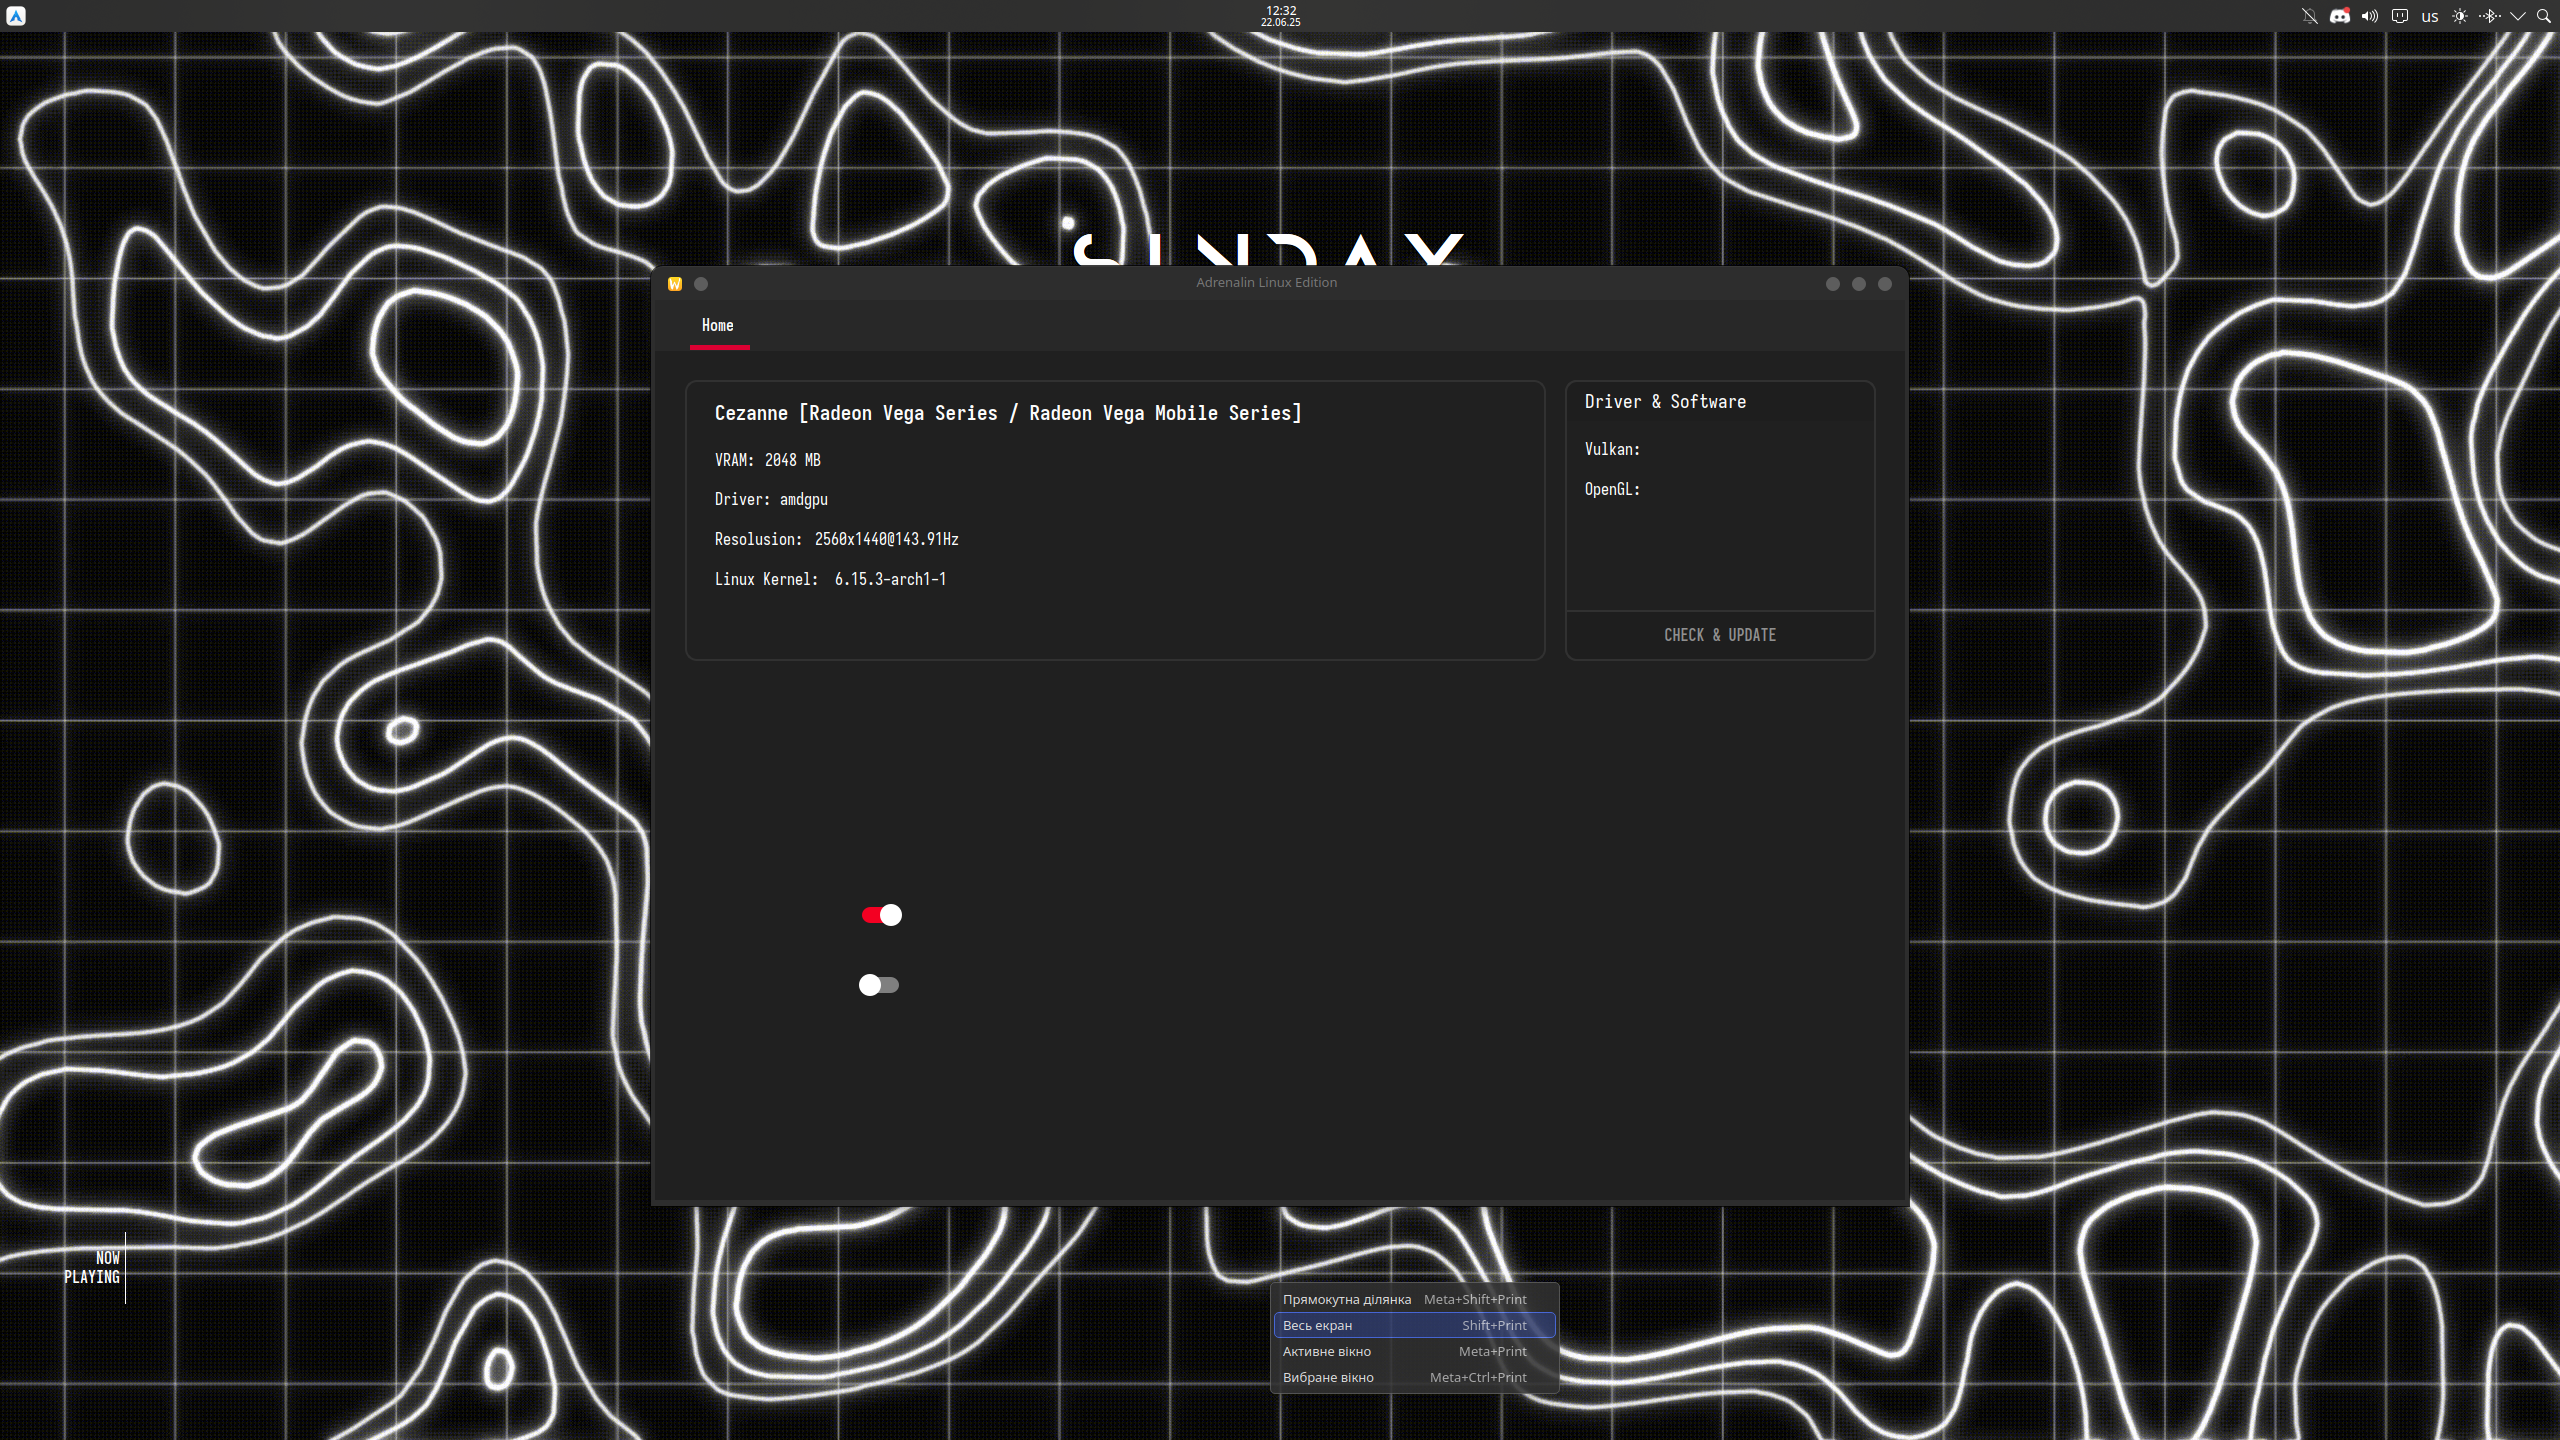 12:32
22.06.25
us
SUNDAY
Adrenalin Linux Edition
Home
Cezanne [Radeon Vega Series / Radeon Vega Mobile Series]
VRAM: 2048 MB
Driver: amdgpu
Resolusion: 2560x1440@143.91Hz
Linux Kernel: 6.15.3-arch1-1
Driver & Software
Vulkan:
OpenGL:
CHECK & UPDATE
NOW
PLAYING
Прямокутна ділянка Meta+Shift+Print
Весь екран Shift+Print
Активне вікно Meta+Print
Вибране вікно Meta+Ctrl+Print